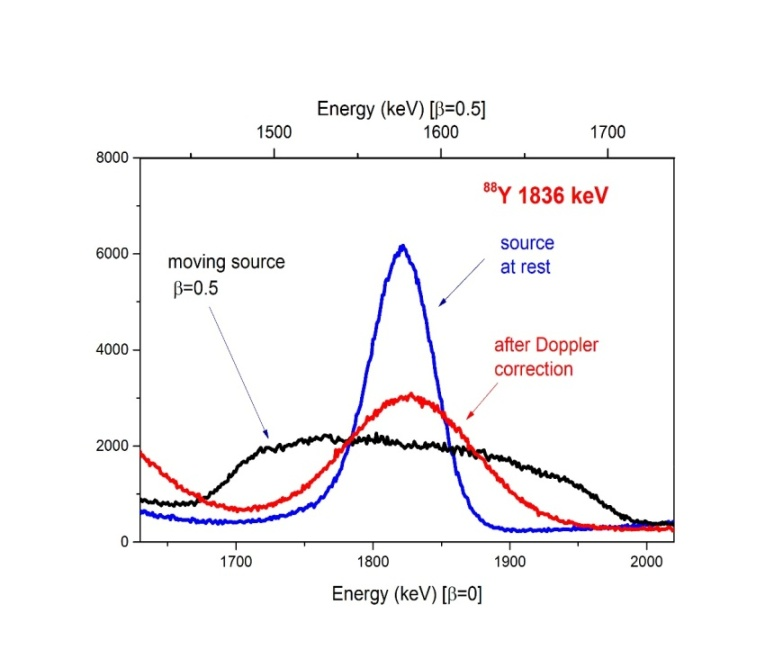 Energy (keV) [β=0.5]
1500 1600 1700
8000
⁸⁸Y 1836 keV
6000
moving source
β=0.5
source
at rest
4000
after Doppler
correction
2000
0
1700 1800 1900 2000
Energy (keV) [β=0]